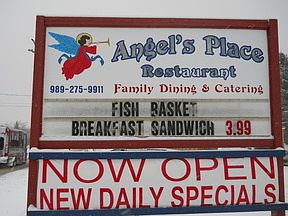 Angel's Place
Restaurant
989-275-9911 Family Dining & Catering
FISH BASKET
BREAKFAST SANDWICH 3.99
NOW OPEN
NEW DAILY SPECIALS